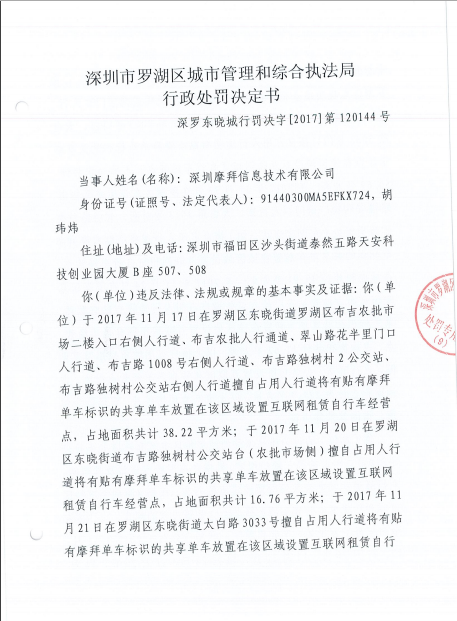 深圳市罗湖区城市管理和综合执法局
行政处罚决定书
深罗东晓城行罚决字[2017]第 120144 号
当事人姓名(名称)：深圳摩拜信息技术有限公司
身份证号(证照号、法定代表人)：91440300MA5EFKX724，胡
玮炜
住址(地址)及电话：深圳市福田区沙头街道泰然五路天安科
技创业园大厦 B 座 507、508
你(单位)违反法律、法规或规章的基本事实及证据：你(单
位)于 2017 年 11 月 17 日在罗湖区东晓街道罗湖区布吉农批市
场二楼入口右侧人行道、布吉农批人行通道、翠山路花半里门口
人行道、布吉路 1008 号右侧人行道、布吉路独树村 2 公交站、
布吉路独树村公交站右侧人行道擅自占用人行道将有贴有摩拜
单车标识的共享单车放置在该区域设置互联网租赁自行车经营
点，占地面积共计 38.22 平方米；于 2017 年 11 月 20 日在罗湖
区东晓街道布吉路独树村公交站台(农批市场侧)擅自占用人行
道将有贴有摩拜单车标识的共享单车放置在该区域设置互联网
租赁自行车经营点，占地面积共计 16.76 平方米；于 2017 年 11
月 21 日在罗湖区东晓街道太白路 3033 号擅自占用人行道将有贴
有摩拜单车标识的共享单车放置在该区域设置互联网租赁自行